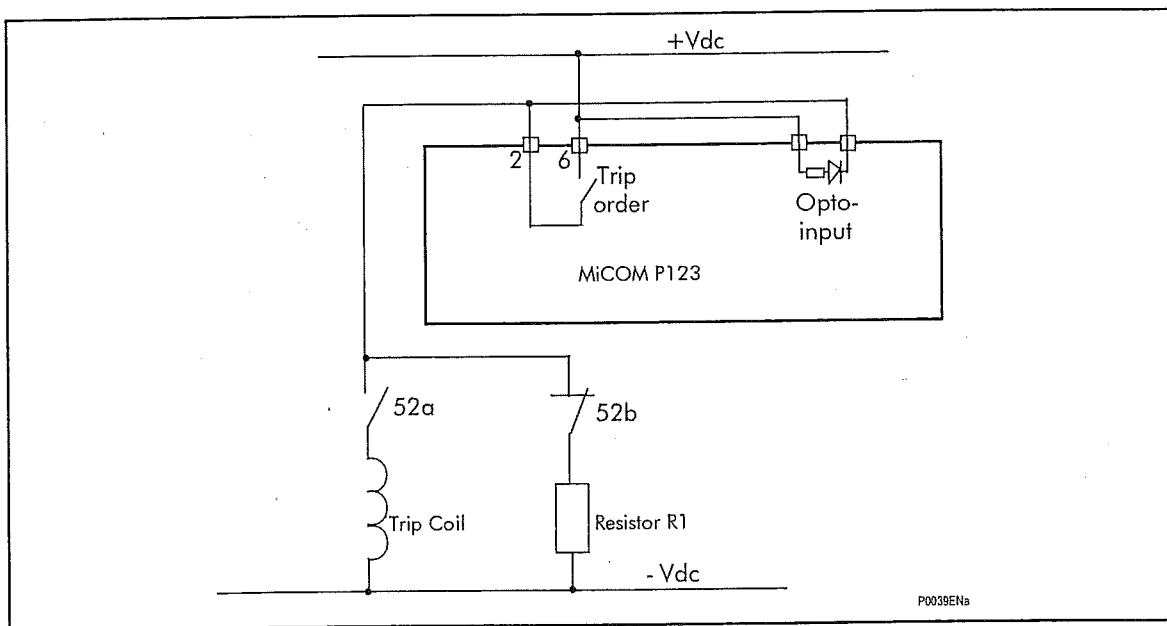 +Vdc
2
6
Trip
order
Opto-
input
MiCOM P123
52a
52b
Trip Coil
Resistor R1
- Vdc
P0039ENa